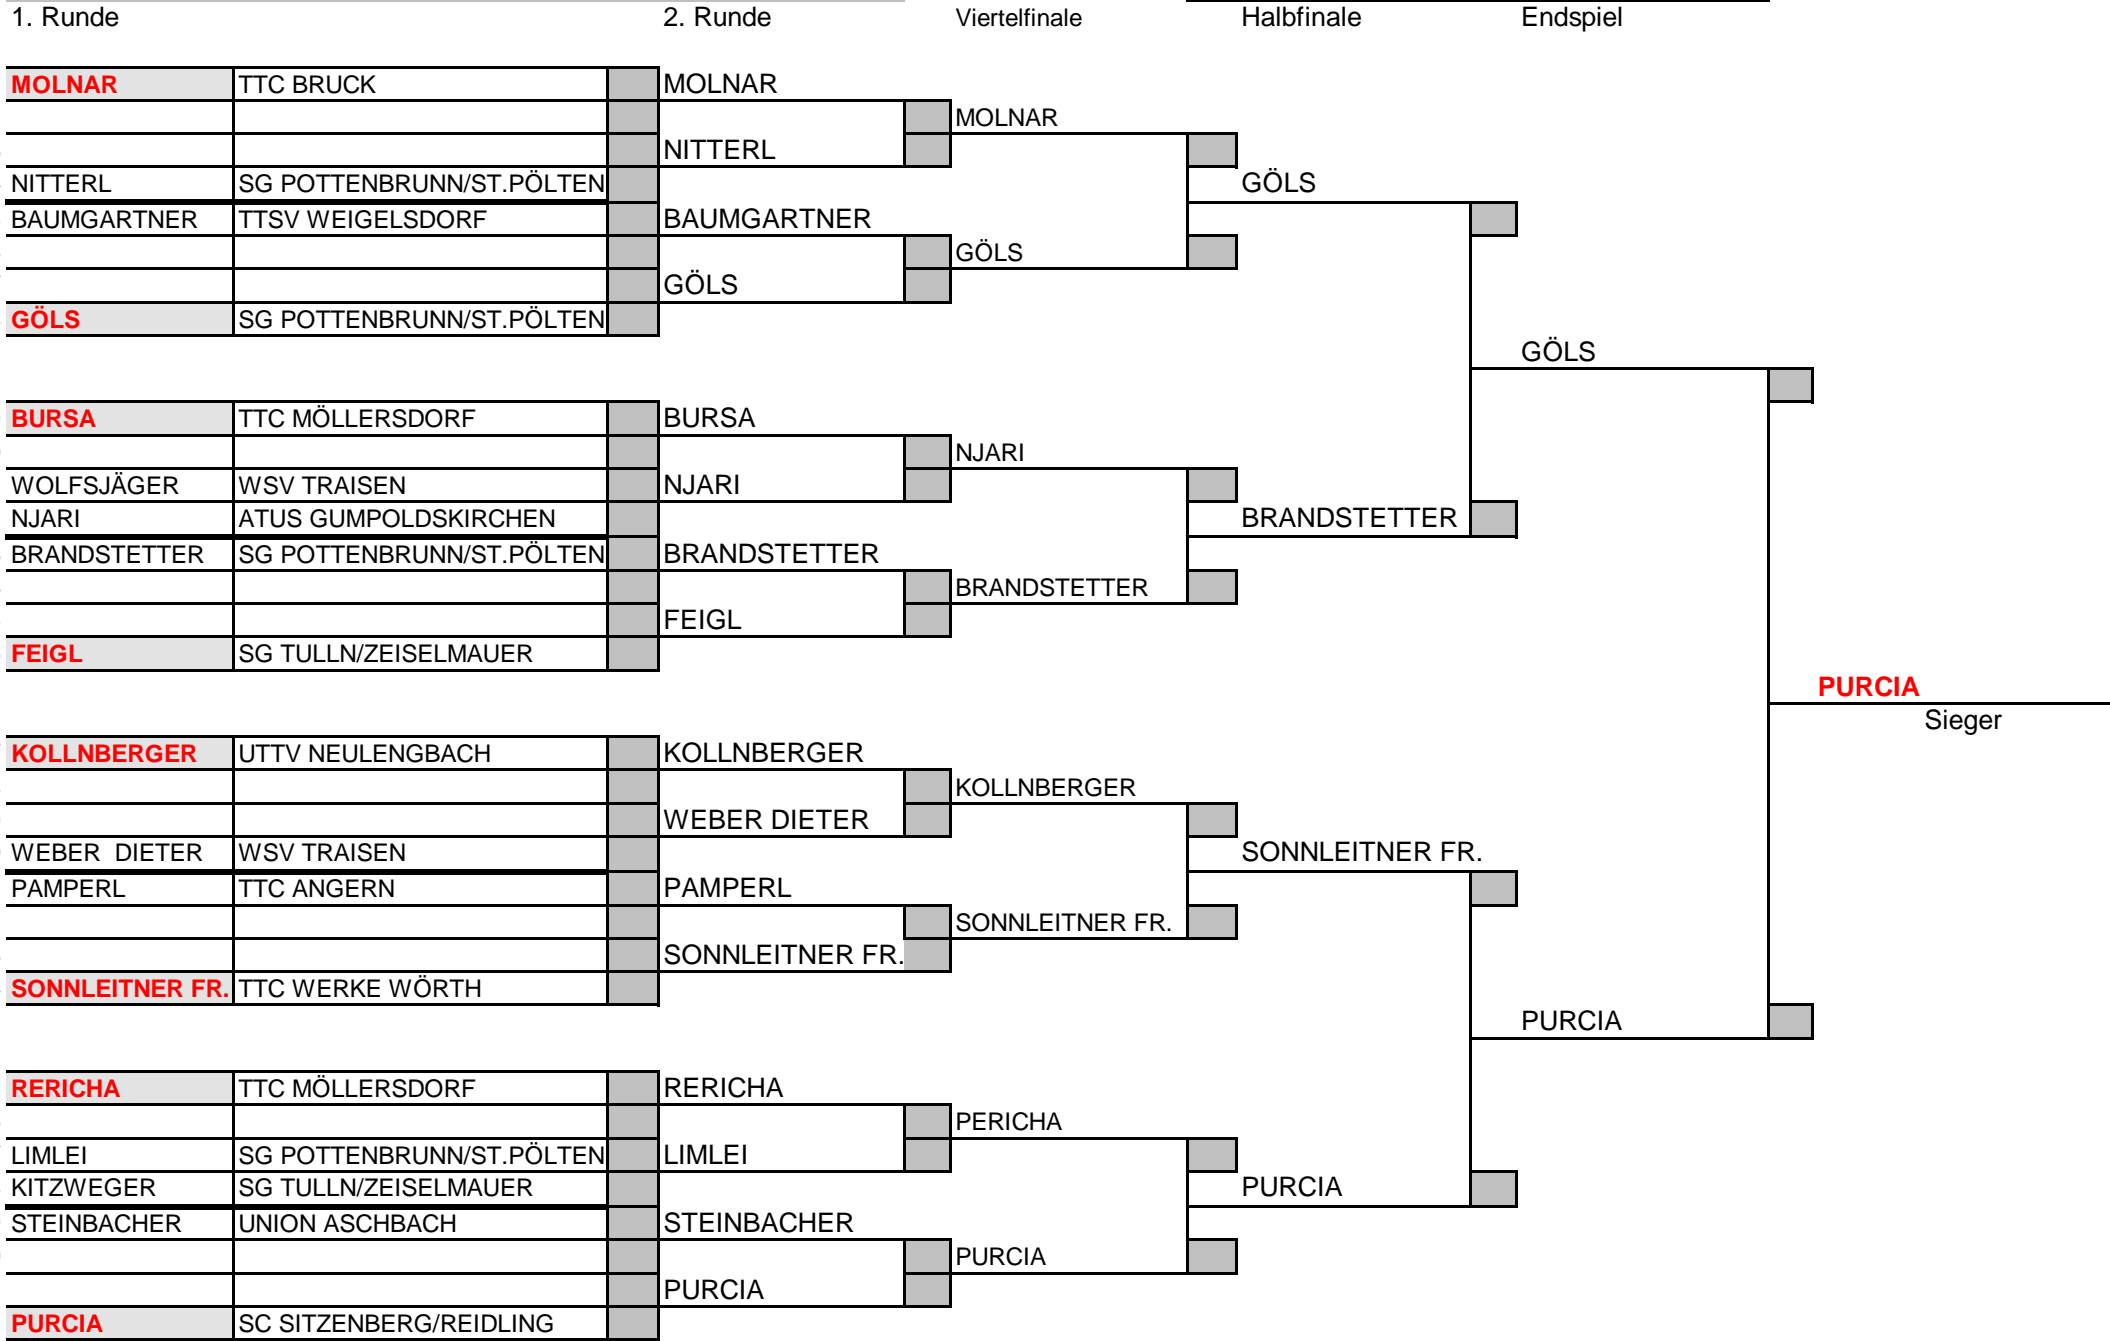 1. Runde 2. Runde Viertelfinale Halbfinale Endspiel
MOLNAR TTC BRUCK MOLNAR
MOLNAR
NITTERL
NITTERL SG POTTENBRUNN/ST.PÖLTEN GÖLS
BAUMGARTNER TTSV WEIGELSDORF BAUMGARTNER
GÖLS
GÖLS
GÖLS SG POTTENBRUNN/ST.PÖLTEN
GÖLS
BURSA TTC MÖLLERSDORF BURSA
NJARI
WOLFSJÄGER WSV TRAISEN NJARI
NJARI ATUS GUMPOLDSKIRCHEN BRANDSTETTER
BRANDSTETTER SG POTTENBRUNN/ST.PÖLTEN BRANDSTETTER
BRANDSTETTER
FEIGL
FEIGL SG TULLN/ZEISELMAUER
PURCIA
Sieger
KOLLNBERGER UTTV NEULENGBACH KOLLNBERGER
KOLLNBERGER
WEBER DIETER
WEBER DIETER WSV TRAISEN SONNLEITNER FR.
PAMPERL TTC ANGERN PAMPERL
SONNLEITNER FR.
SONNLEITNER FR.
SONNLEITNER FR. TTC WERKE WÖRTH
PURCIA
RERICHA TTC MÖLLERSDORF RERICHA
PERICHA
LIMLEI SG POTTENBRUNN/ST.PÖLTEN LIMLEI
KITZWEGER SG TULLN/ZEISELMAUER PURCIA
STEINBACHER UNION ASCHBACH STEINBACHER
PURCIA
PURCIA
PURCIA SC SITZENBERG/REIDLING